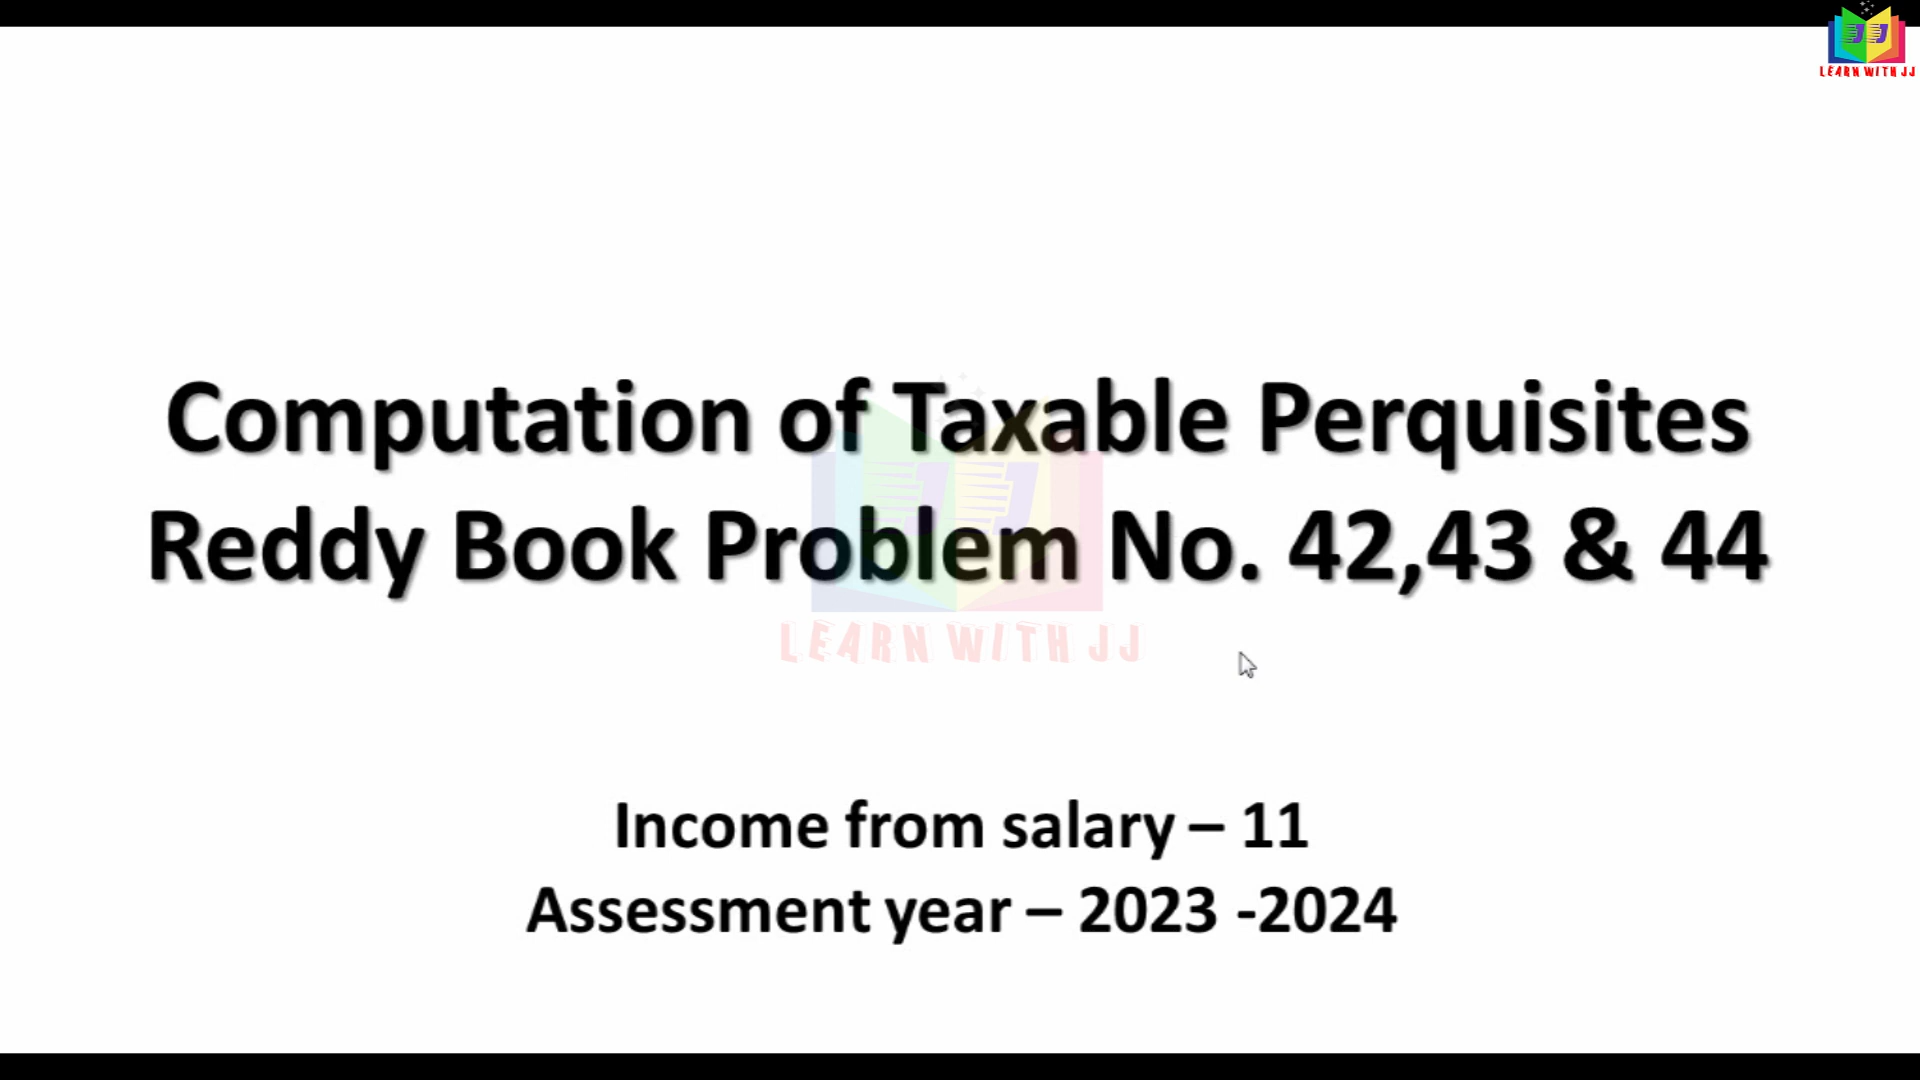 LEARN WITH JJ
Computation of Taxable Perquisites
Reddy Book Problem No. 42,43 & 44
LEARN WITH JJ
Income from salary – 11
Assessment year – 2023 -2024